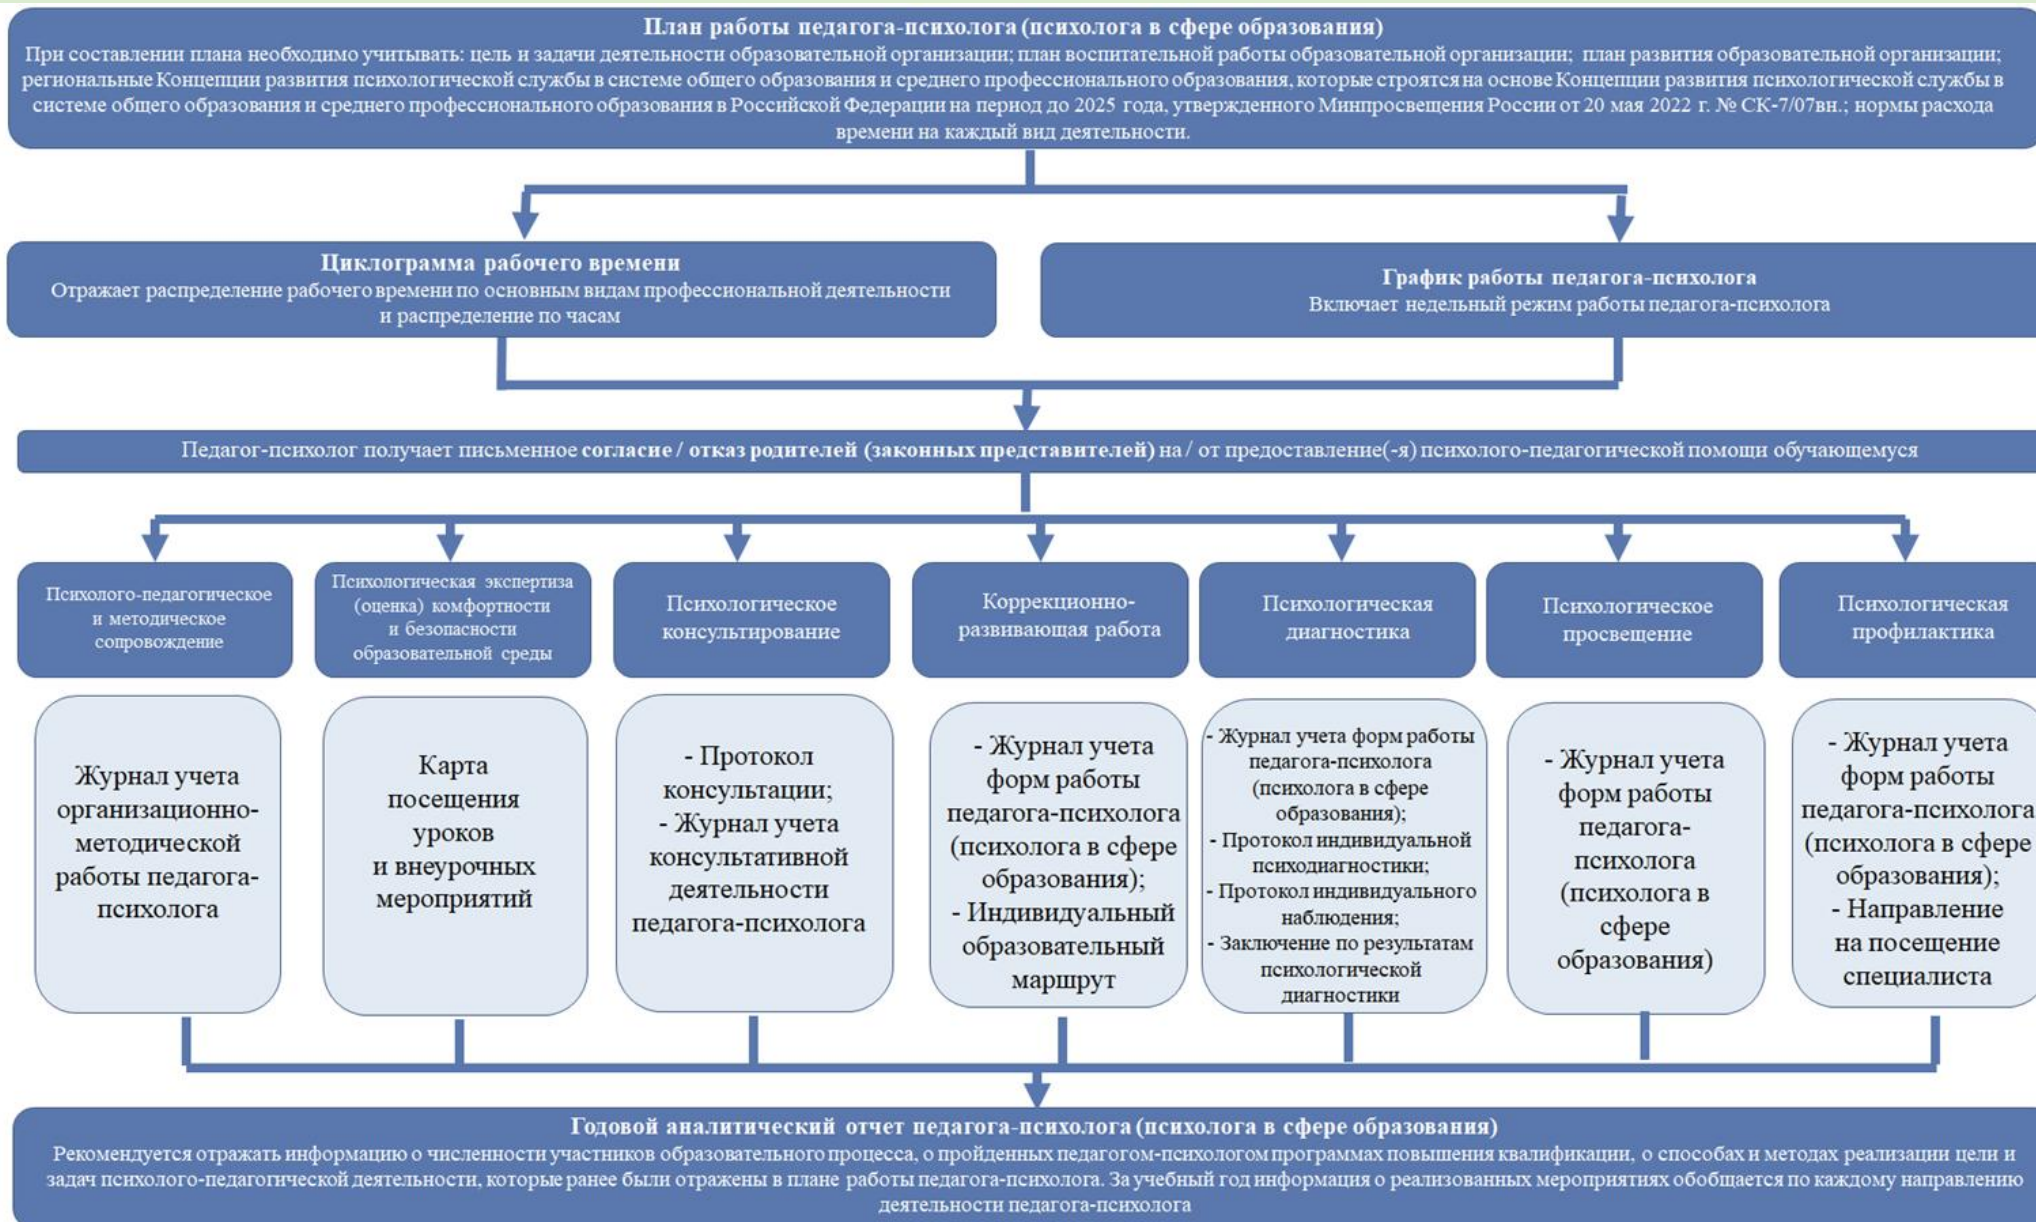 План работы педагога-психолога (психолога в сфере образования)
При составлении плана необходимо учитывать: цель и задачи деятельности образовательной организации; план воспитательной работы образовательной организации; план развития образовательной организации;
региональные Концепции развития психологической службы в системе общего образования и среднего профессионального образования, которые строятся на основе Концепции развития психологической службы в
системе общего образования и среднего профессионального образования в Российской Федерации на период до 2025 года, утвержденного Минпросвещения России от 20 мая 2022 г. № СК-7/07вн.; нормы расхода
времени на каждый вид деятельности.
Циклограмма рабочего времени
Отражает распределение рабочего времени по основным видам профессиональной деятельности
и распределение по часам
График работы педагога-психолога
Включает недельный режим работы педагога-психолога
Педагог-психолог получает письменное согласие / отказ родителей (законных представителей) на / от предоставление(-я) психолого-педагогической помощи обучающемуся
Психолого-педагогическое
и методическое
сопровождение
Психологическая экспертиза
(оценка) комфортности
и безопасности
образовательной среды
Психологическое
консультирование
Коррекционно-
развивающая работа
Психологическая
диагностика
Психологическое
просвещение
Психологическая
профилактика
Журнал учета
организационно-
методической
работы педагога-
психолога
Карта
посещения
уроков
и внеурочных
мероприятий
- Протокол
консультации;
- Журнал учета
консультативной
деятельности
педагога-психолога
- Журнал учета
форм работы
педагога-психолога
(психолога в сфере
образования);
- Индивидуальный
образовательный
маршрут
- Журнал учета форм работы
педагога-психолога
(психолога в сфере
образования);
- Протокол индивидуальной
психодиагностики;
- Протокол индивидуального
наблюдения;
- Заключение по результатам
психологической
диагностики
- Журнал учета
форм работы
педагога-
психолога
(психолога в
сфере
образования)
- Журнал учета
форм работы
педагога-психолога
(психолога в сфере
образования);
- Направление
на посещение
специалиста
Годовой аналитический отчет педагога-психолога (психолога в сфере образования)
Рекомендуется отражать информацию о численности участников образовательного процесса, о пройденных педагогом-психологом программах повышения квалификации, о способах и методах реализации цели и
задач психолого-педагогической деятельности, которые ранее были отражены в плане работы педагога-психолога. За учебный год информация о реализованных мероприятиях обобщается по каждому направлению
деятельности педагога-психолога